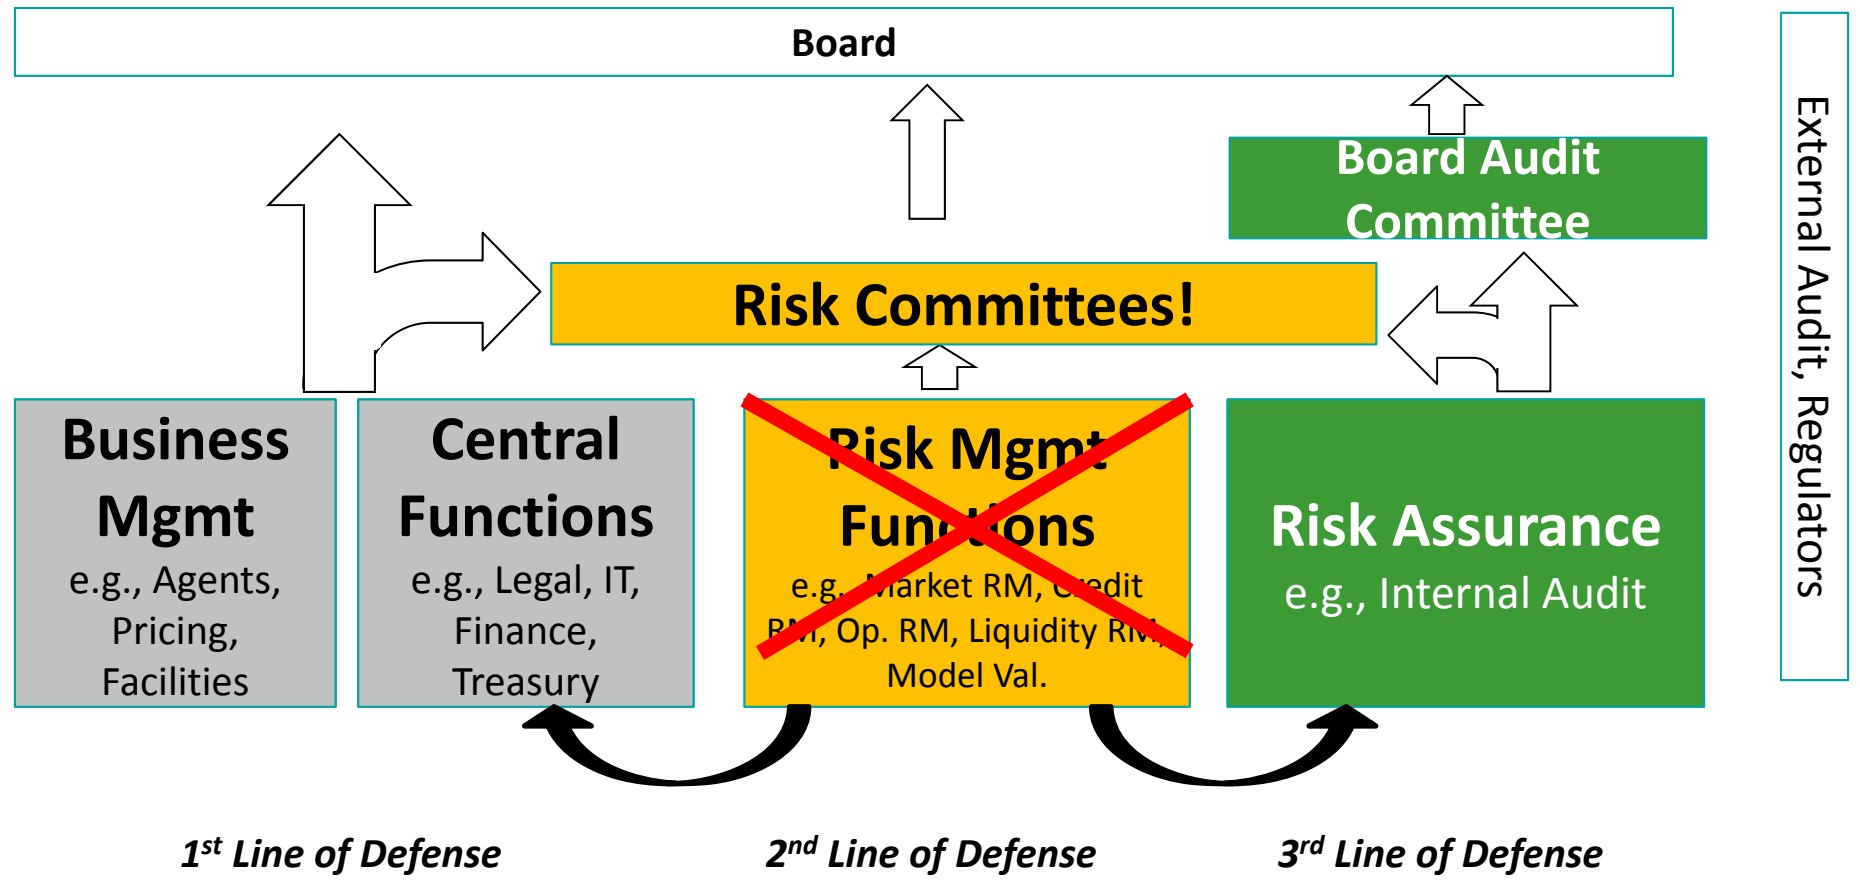 Board
External Audit, Regulators
Board Audit
Committee
Risk Committees!
Business
Mgmt
e.g., Agents,
Pricing,
Facilities
Central
Functions
e.g., Legal, IT,
Finance,
Treasury
Risk Mgmt
Functions
e.g., Market RM, Credit
RM, Op. RM, Liquidity RM,
Model Val.
Risk Assurance
e.g., Internal Audit
1st Line of Defense
2nd Line of Defense
3rd Line of Defense